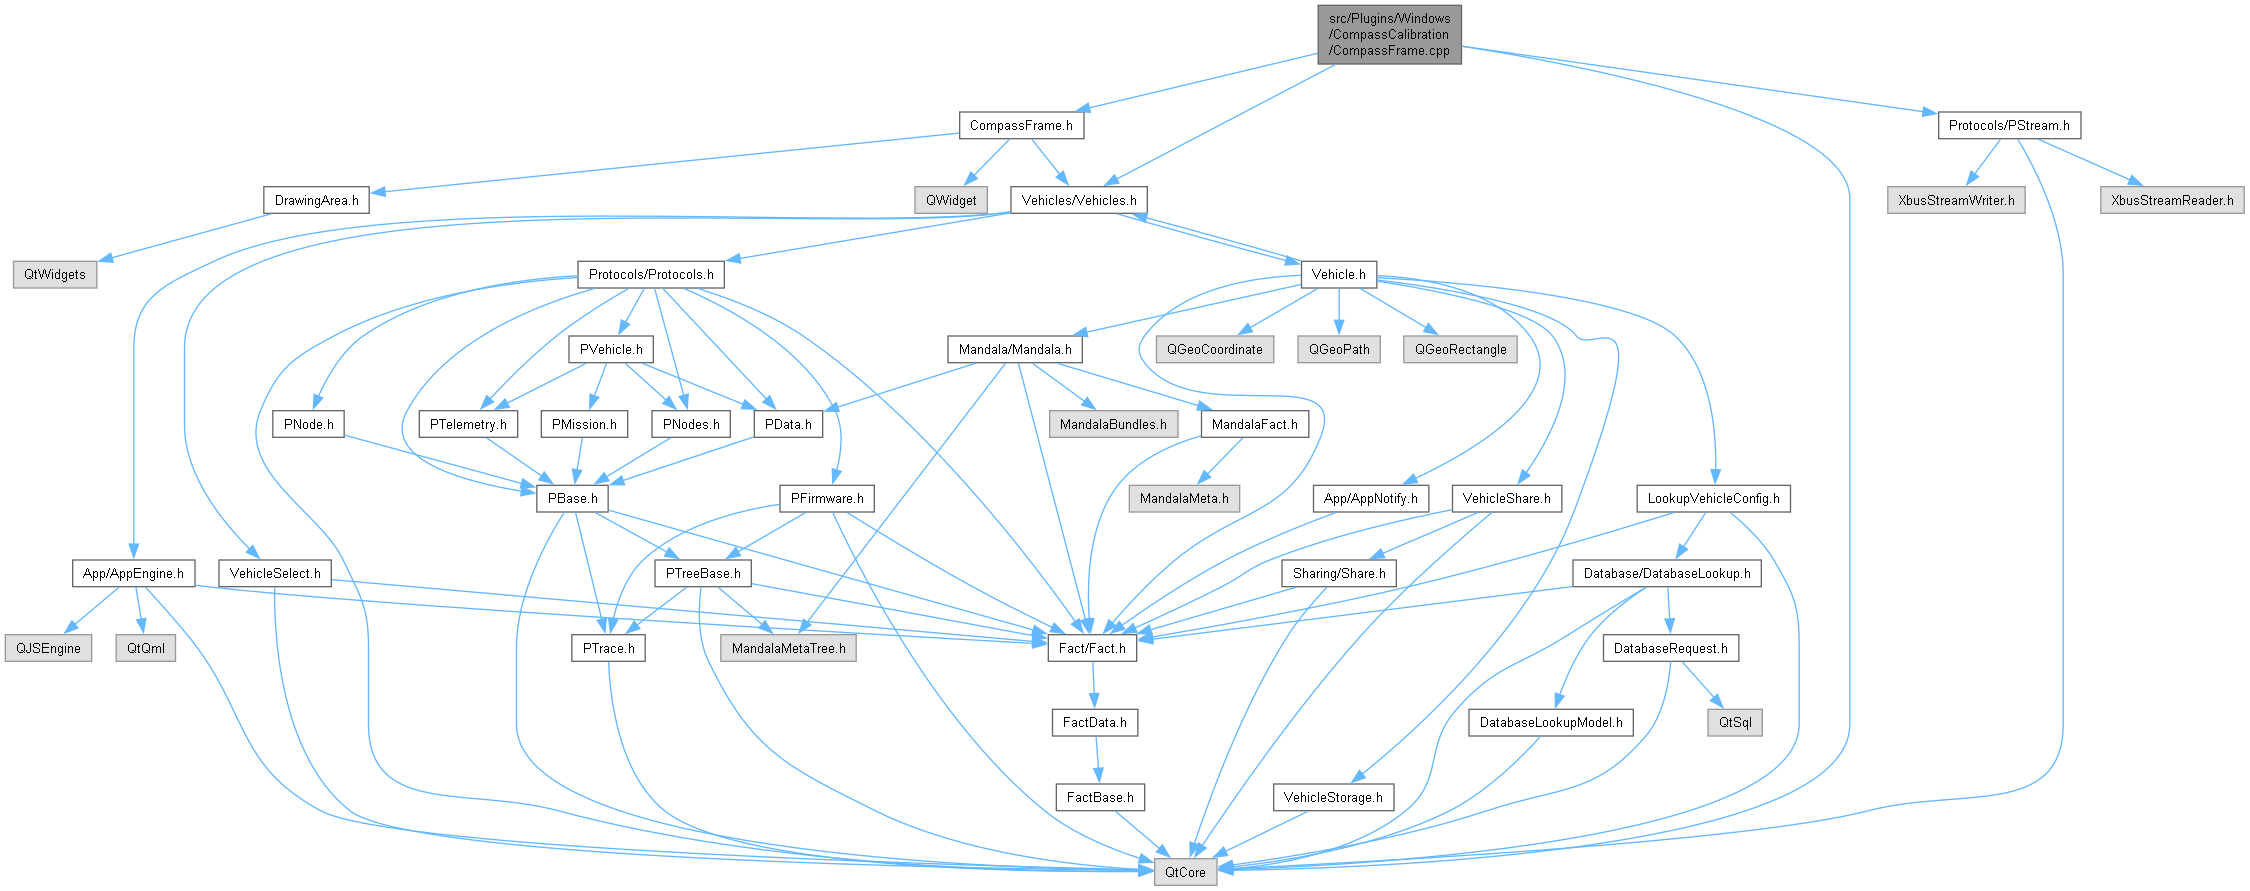 src/Plugins/Windows
/CompassCalibration
/CompassFrame.cpp
CompassFrame.h
Protocols/PStream.h
DrawingArea.h
QWidget
Vehicles/Vehicles.h
XbusStreamWriter.h
XbusStreamReader.h
QtWidgets
Protocols/Protocols.h
Vehicle.h
PVehicle.h
Mandala/Mandala.h
QGeoCoordinate
QGeoPath
QGeoRectangle
PNode.h
PTelemetry.h
PMission.h
PNodes.h
PData.h
MandalaBundles.h
MandalaFact.h
PBase.h
PFirmware.h
MandalaMeta.h
App/AppNotify.h
VehicleShare.h
LookupVehicleConfig.h
App/AppEngine.h
VehicleSelect.h
PTreeBase.h
Sharing/Share.h
Database/DatabaseLookup.h
QJSEngine
QtQml
PTrace.h
MandalaMetaTree.h
Fact/Fact.h
DatabaseRequest.h
FactData.h
DatabaseLookupModel.h
QtSql
FactBase.h
VehicleStorage.h
QtCore